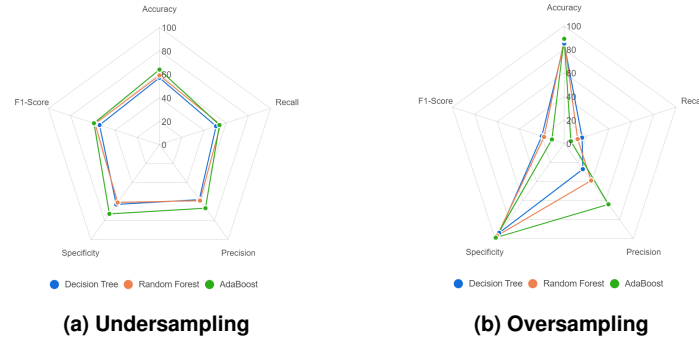 Accuracy
100
80
60
40
20
0
F1-Score
Recall
Specificity
Precision
Decision Tree Random Forest AdaBoost
(a) Undersampling
Accuracy
100
80
60
40
20
0
F1-Score
Reca
Specificity
Precision
Decision Tree Random Forest AdaBoost
(b) Oversampling